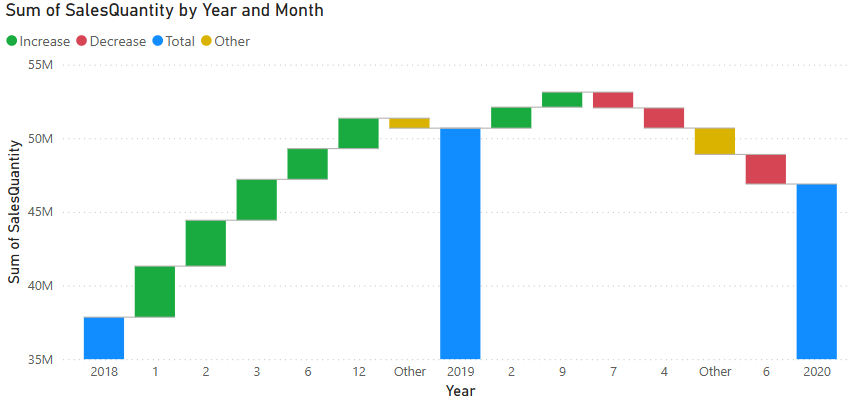 Sum of SalesQuantity by Year and Month
Increase Decrease Total Other
55M
50M
45M
40M
35M
Sum of SalesQuantity
2018 1 2 3 6 12 Other 2019 2 9 7 4 Other 6 2020
Year